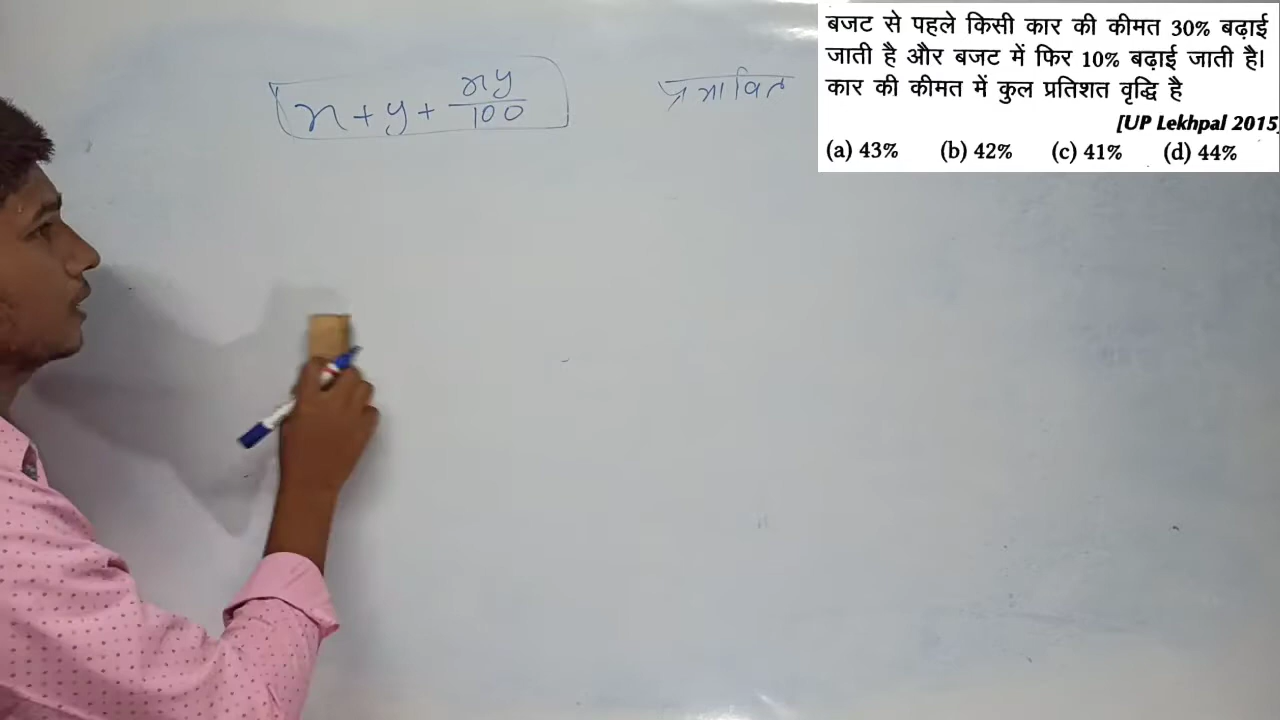 x + y + xy/100
प्रभावित
बजट से पहले किसी कार की कीमत 30% बढ़ाई
जाती है और बजट में फिर 10% बढ़ाई जाती है।
कार की कीमत में कुल प्रतिशत वृद्धि है
[UP Lekhpal 2015]
(a) 43% (b) 42% (c) 41% (d) 44%